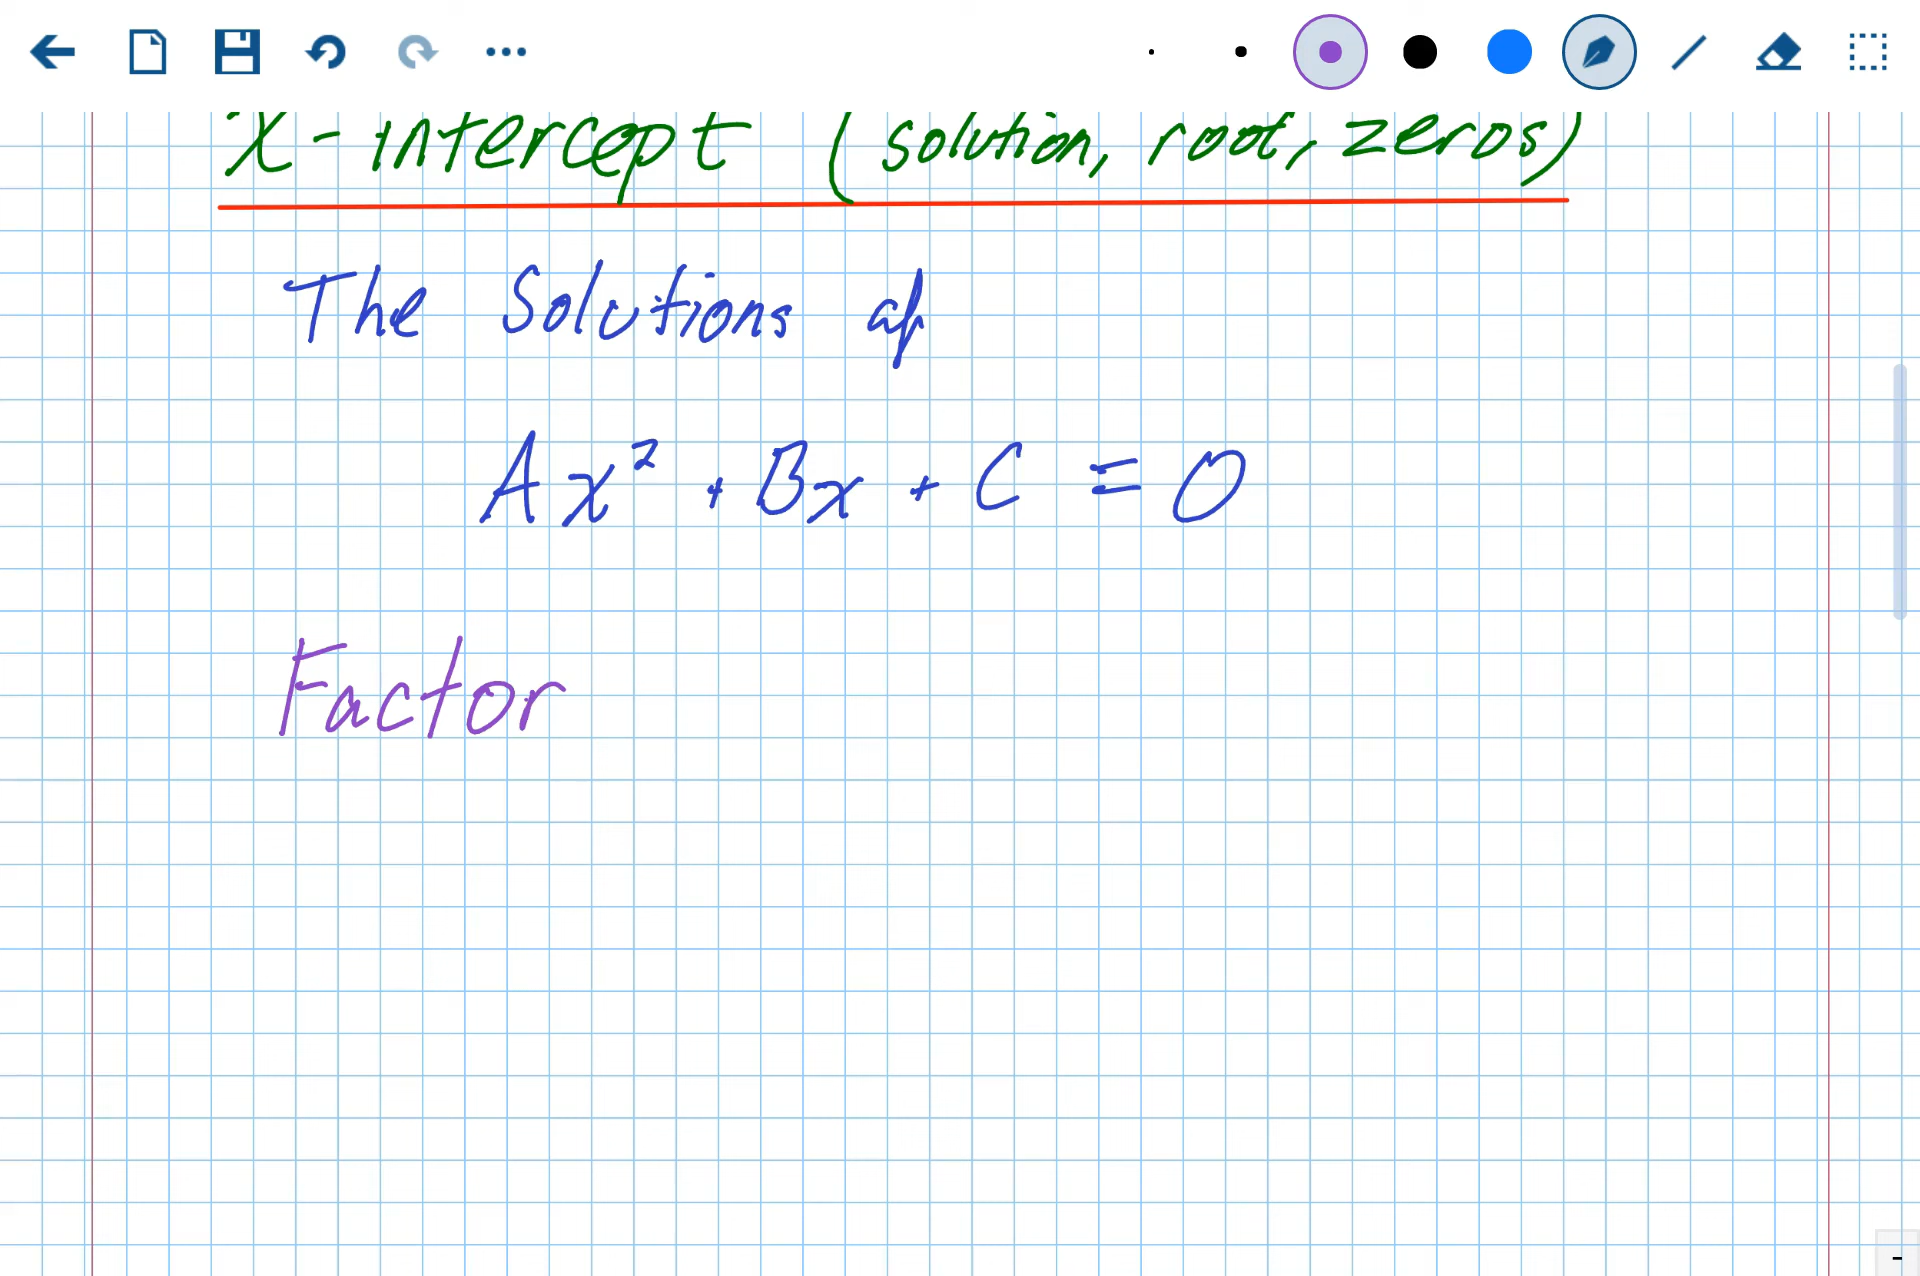 x-intercept (solution, root, zeros)
The Solutions of
Ax² + Bx + C = 0
Factor